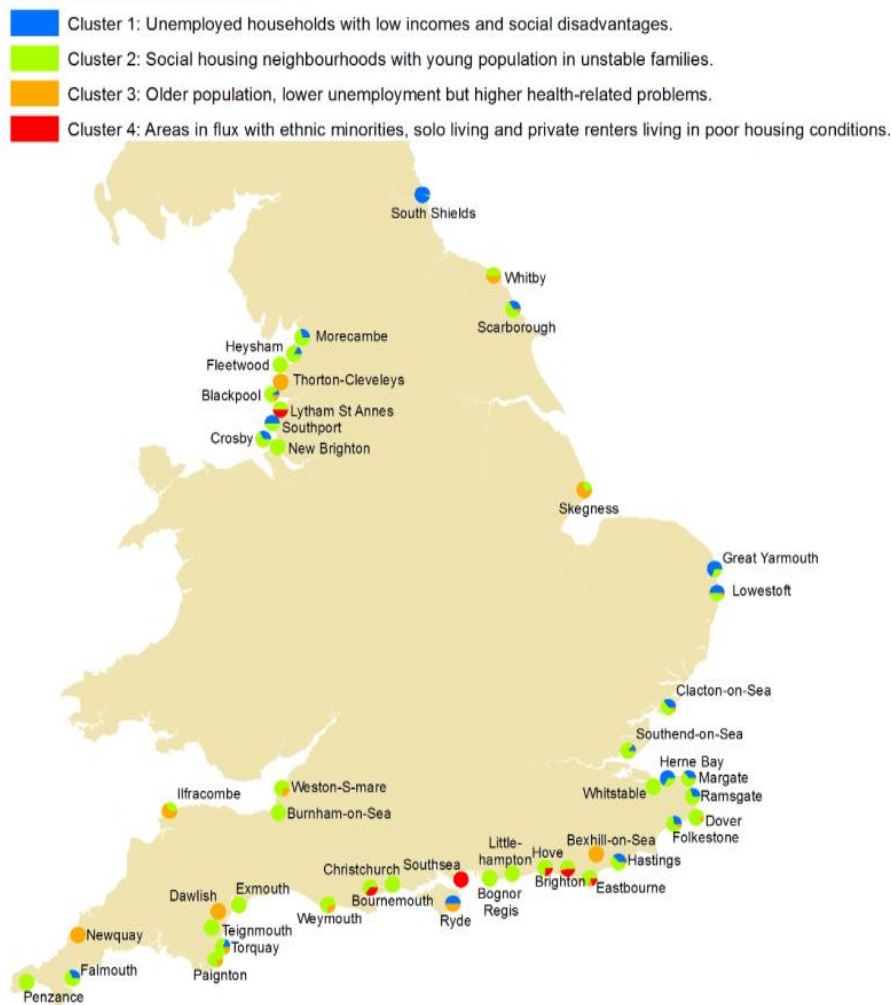 Cluster 1: Unemployed households with low incomes and social disadvantages.
Cluster 2: Social housing neighbourhoods with young population in unstable families.
Cluster 3: Older population, lower unemployment but higher health-related problems.
Cluster 4: Areas in flux with ethnic minorities, solo living and private renters living in poor housing conditions.
South Shields
Whitby
Scarborough
Morecambe
Heysham
Fleetwood
Thorton-Cleveleys
Blackpool
Lytham St Annes
Southport
Crosby
New Brighton
Skegness
Great Yarmouth
Lowestoft
Clacton-on-Sea
Southend-on-Sea
Herne Bay
Margate
Whitstable
Ramsgate
Dover
Folkestone
Ilfracombe
Weston-S-mare
Burnham-on-Sea
Bexhill-on-Sea
Hastings
Little-
hampton
Hove
Brighton
Eastbourne
Christchurch
Southsea
Bournemouth
Bognor
Regis
Ryde
Exmouth
Weymouth
Dawlish
Teignmouth
Torquay
Paignton
Newquay
Falmouth
Penzance